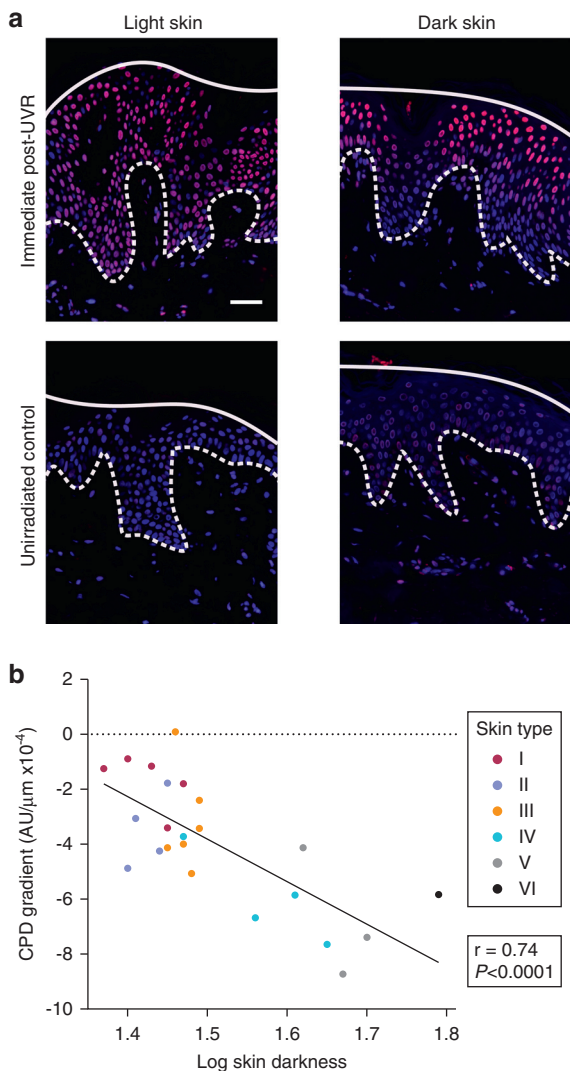 a
Light skin
Dark skin
Immediate post-UVR
Unirradiated control
b
CPD gradient (AU/μm x10⁻⁴)
2
0
-2
-4
-6
-8
-10
1.4
1.5
1.6
1.7
1.8
Log skin darkness
Skin type
I
II
III
IV
V
VI
r = 0.74
P<0.0001